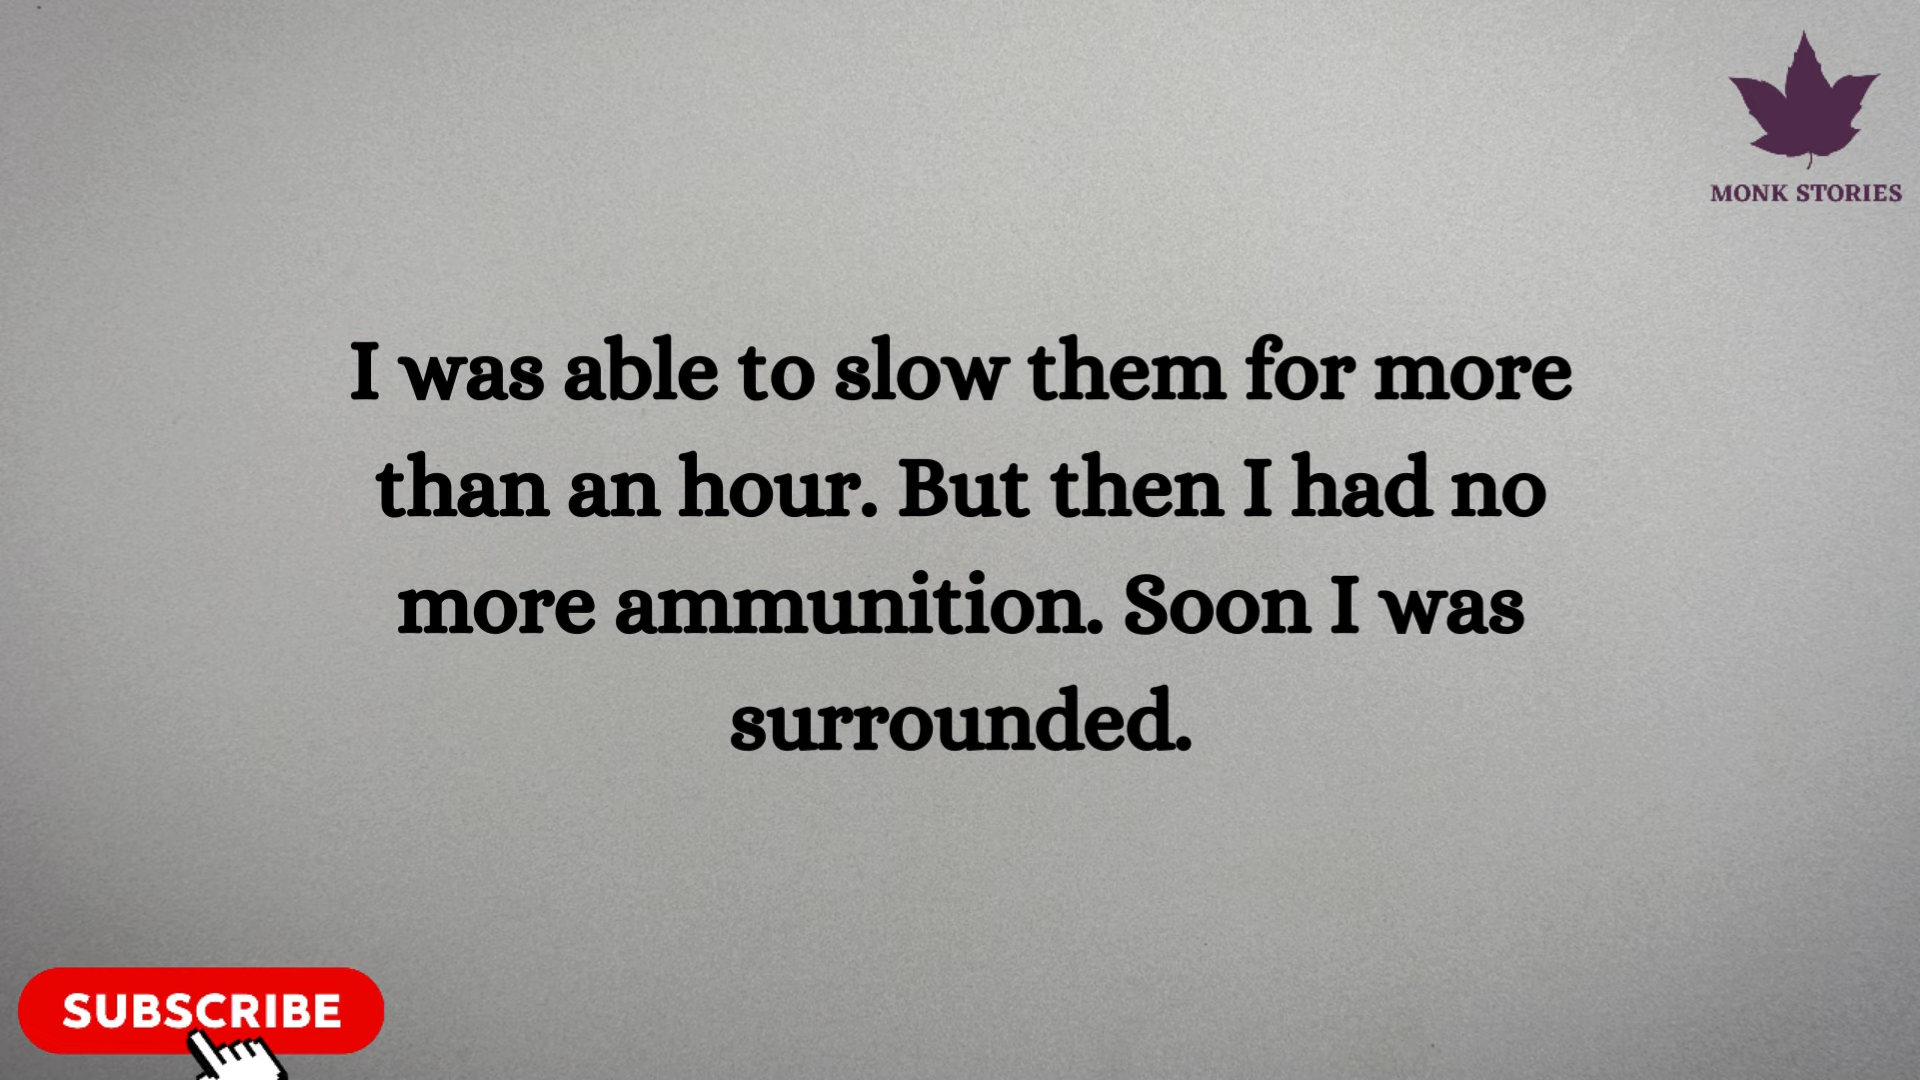 MONK STORIES
I was able to slow them for more
than an hour. But then I had no
more ammunition. Soon I was
surrounded.
SUBSCRIBE